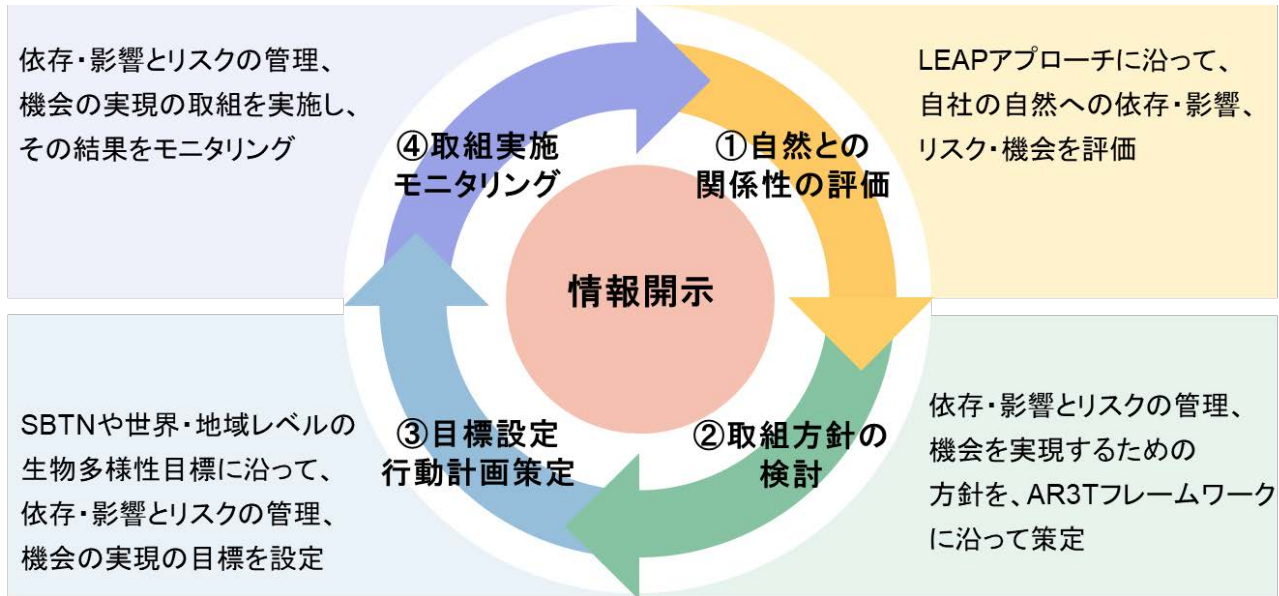 依存・影響とリスクの管理、
機会の実現の取組を実施し、
その結果をモニタリング
④取組実施
モニタリング
①自然との
関係性の評価
LEAPアプローチに沿って、
自社の自然への依存・影響、
リスク・機会を評価
情報開示
SBTNや世界・地域レベルの
生物多様性目標に沿って、
依存・影響とリスクの管理、
機会の実現の目標を設定
③目標設定
行動計画策定
②取組方針の
検討
依存・影響とリスクの管理、
機会を実現するための
方針を、AR3Tフレームワーク
に沿って策定